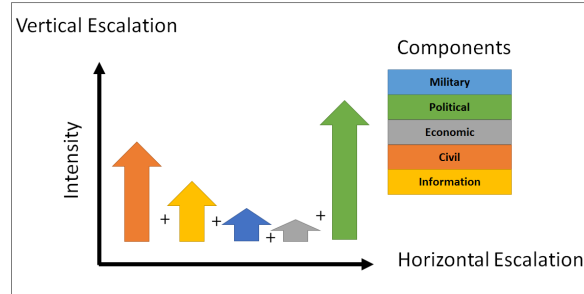 Vertical Escalation
Components
Military
Political
Economic
Civil
Information
Intensity
+ + + + +
Horizontal Escalation